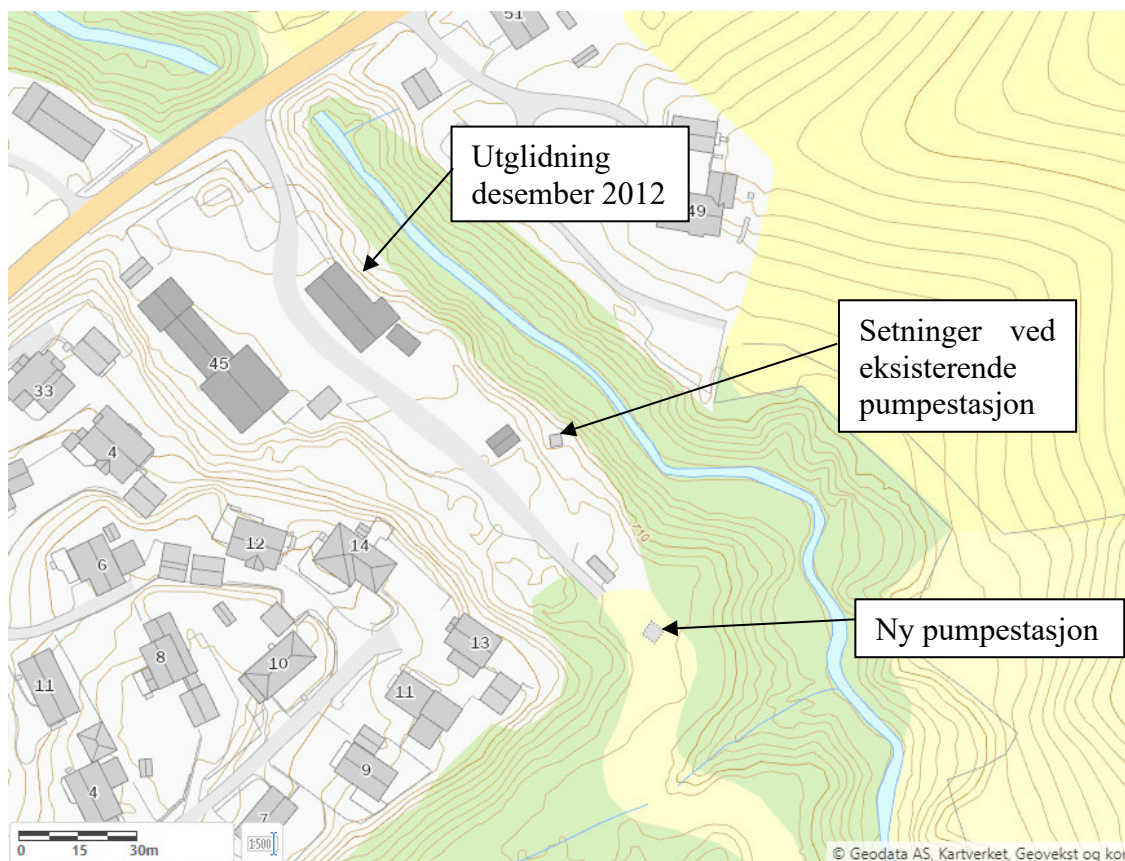 51
Utglidning
desember 2012
49
Setninger ved
eksisterende
pumpestasjon
45
33
4
710
12
14
6
Ny pumpestasjon
13
8
10
11
11
9
4
7
0 15 30m
1:500
© Geodata AS, Kartverket, Geovekst og kor